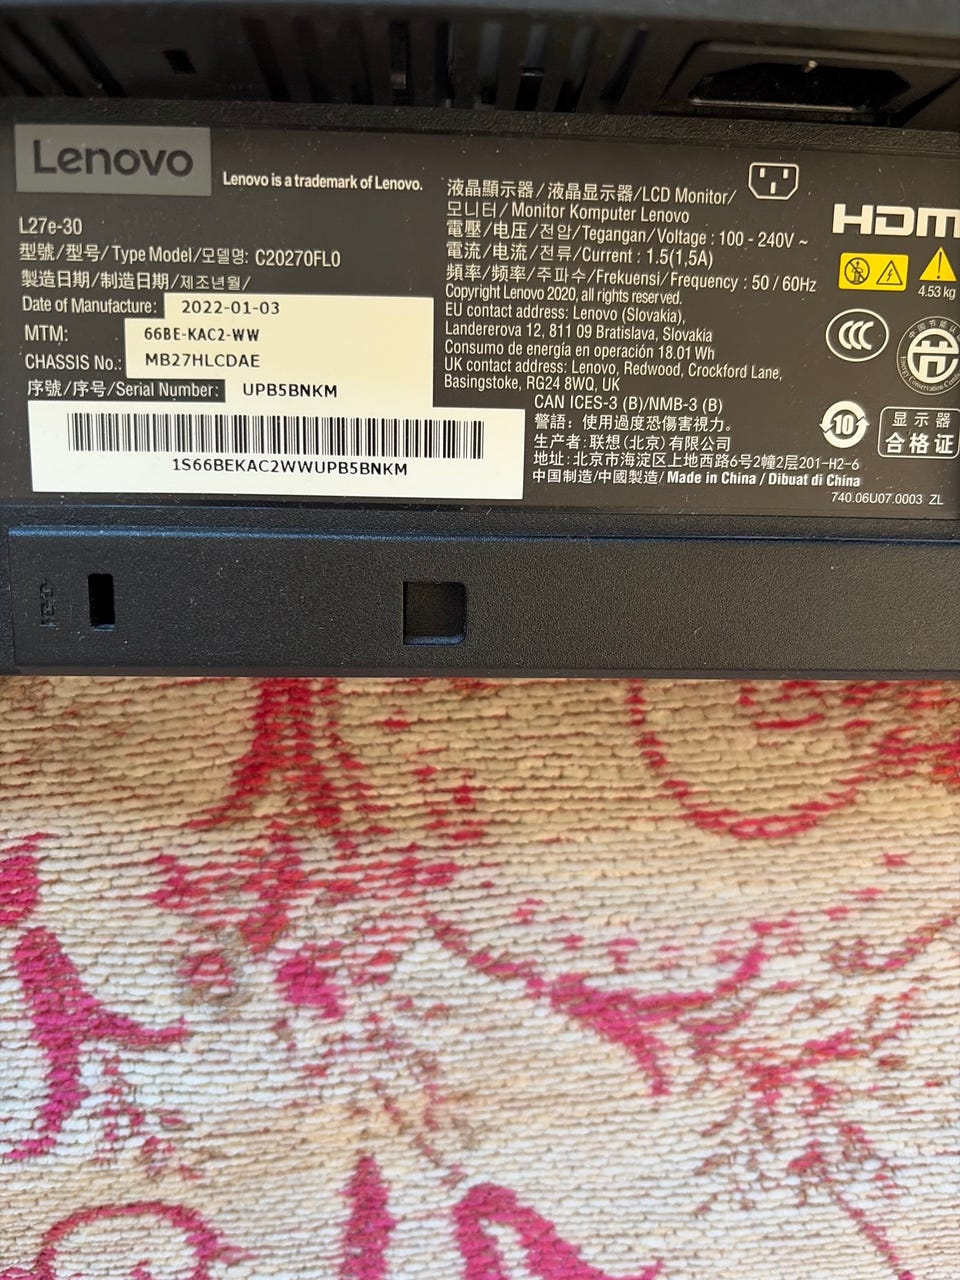 Lenovo
Lenovo is a trademark of Lenovo.
L27e-30
型號/型号/Type Model/모델명: C20270FL0
製造日期/制造日期/제조년월/
Date of Manufacture: 2022-01-03
MTM: 66BE-KAC2-WW
CHASSIS No.: MB27HLCDAE
序號/序号/Serial Number: UPB5BNKM
1S66BEKAC2WWUPB5BNKM
液晶顯示器/液晶显示器/LCD Monitor/
모니터/Monitor Komputer Lenovo
電壓/电压/전압/Tegangan/Voltage : 100 - 240V ~
電流/电流/전류/Current : 1.5(1,5A)
頻率/频率/주파수/Frekuensi/Frequency : 50 / 60Hz
Copyright Lenovo 2020, all rights reserved.
EU contact address: Lenovo (Slovakia),
Landererova 12, 811 09 Bratislava, Slovakia
Consumo de energía en operación 18.01 Wh
UK contact address: Lenovo, Redwood, Crockford Lane,
Basingstoke, RG24 8WQ, UK
CAN ICES-3 (B)/NMB-3 (B)
警語: 使用過度恐傷害視力。
生产者: 联想(北京)有限公司
地址: 北京市海淀区上地西路6号2幢2层201-H2-6
中国制造/中國製造/Made in China / Dibuat di China
740.06U07.0003 ZL
HDM
4.53 kg
CCC
10
显示器
合格证